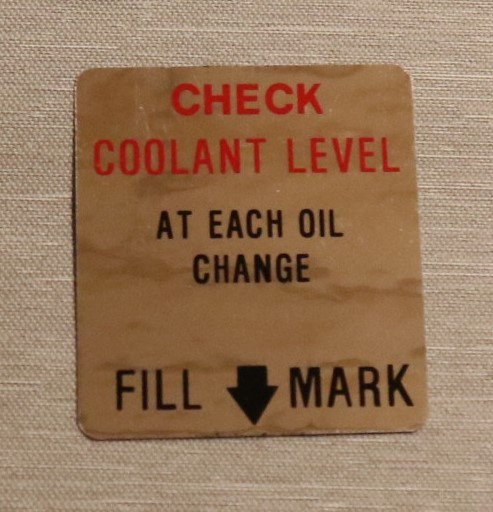 CHECK
COOLANT LEVEL
AT EACH OIL
CHANGE
FILL MARK